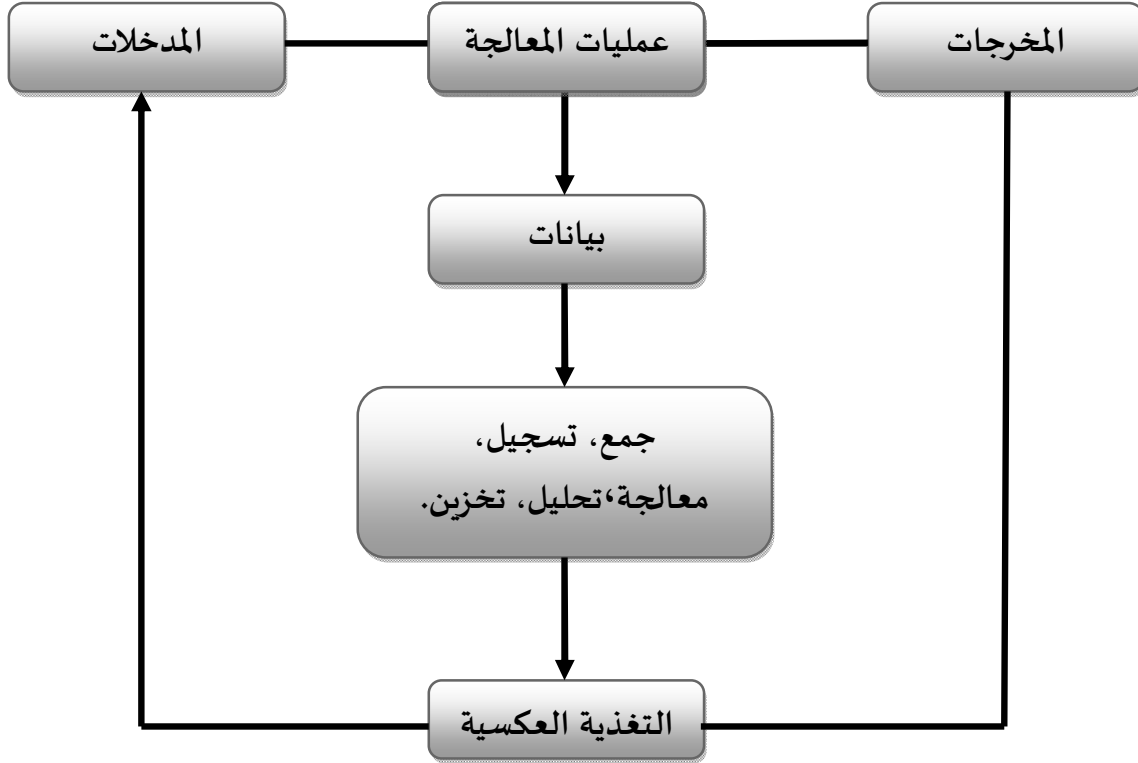 المخرجات
عمليات المعالجة
المدخلات
بيانات
جمع، تسجيل،
معالجة،تحليل، تخزين.
التغذية العكسية